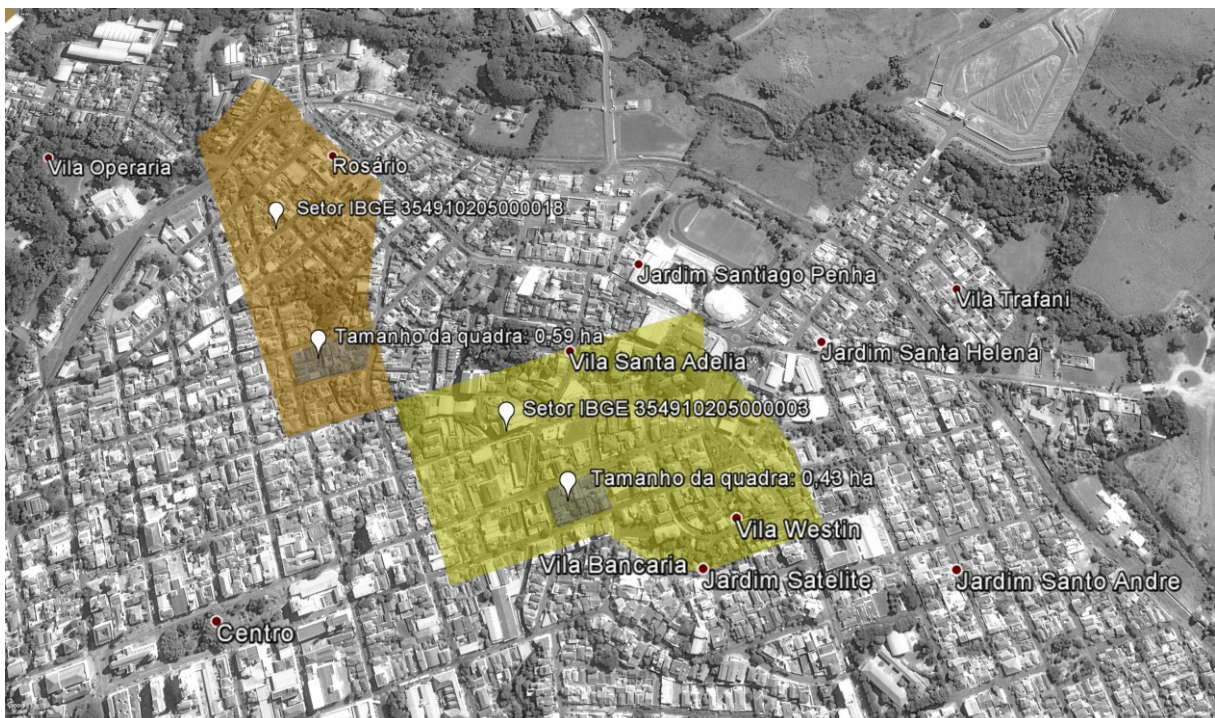 Vila Operaria
Rosário
Setor IBGE 354910205000018
Jardim Santiago Penha
Vila Trafani
Tamanho da quadra: 0,59 ha
Vila Santa Adelia
Jardim Santa Helena
Setor IBGE 354910205000003
Tamanho da quadra: 0,43 ha
Vila Westin
Vila Bancaria
Jardim Satelite
Jardim Santo Andre
Centro